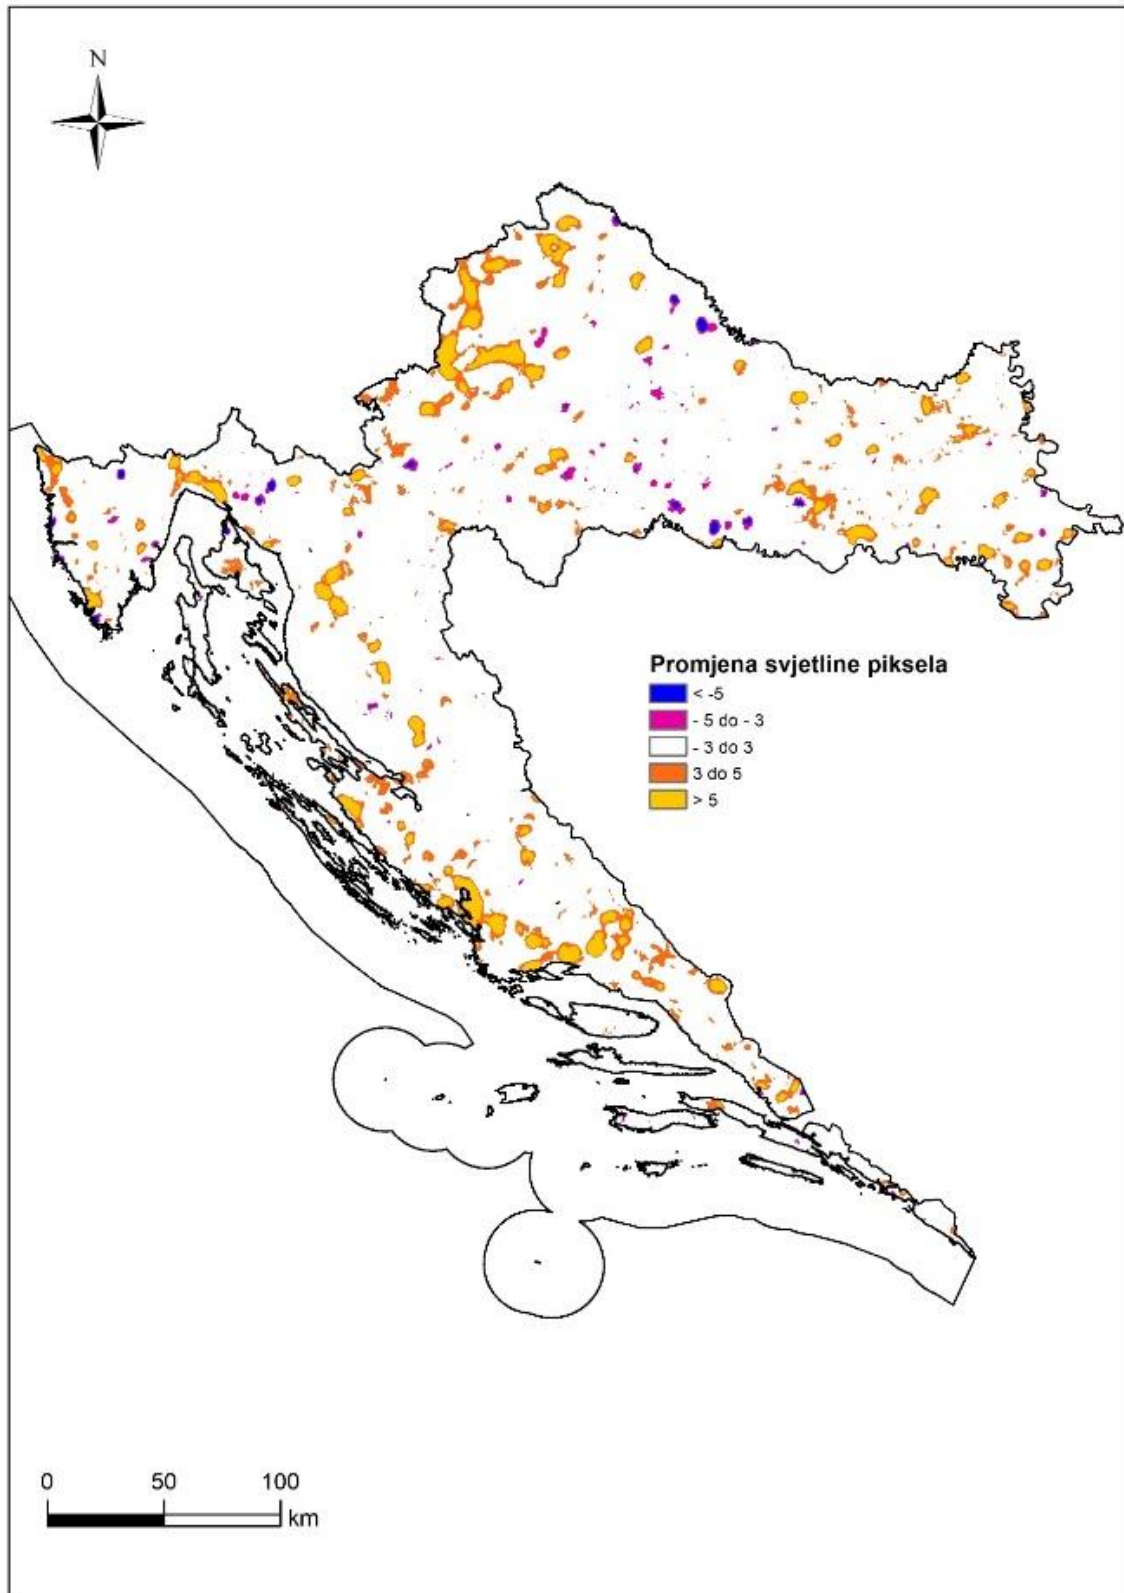 N
Promjena svjetline piksela
< -5
- 5 do - 3
- 3 do 3
3 do 5
> 5
0 50 100
km